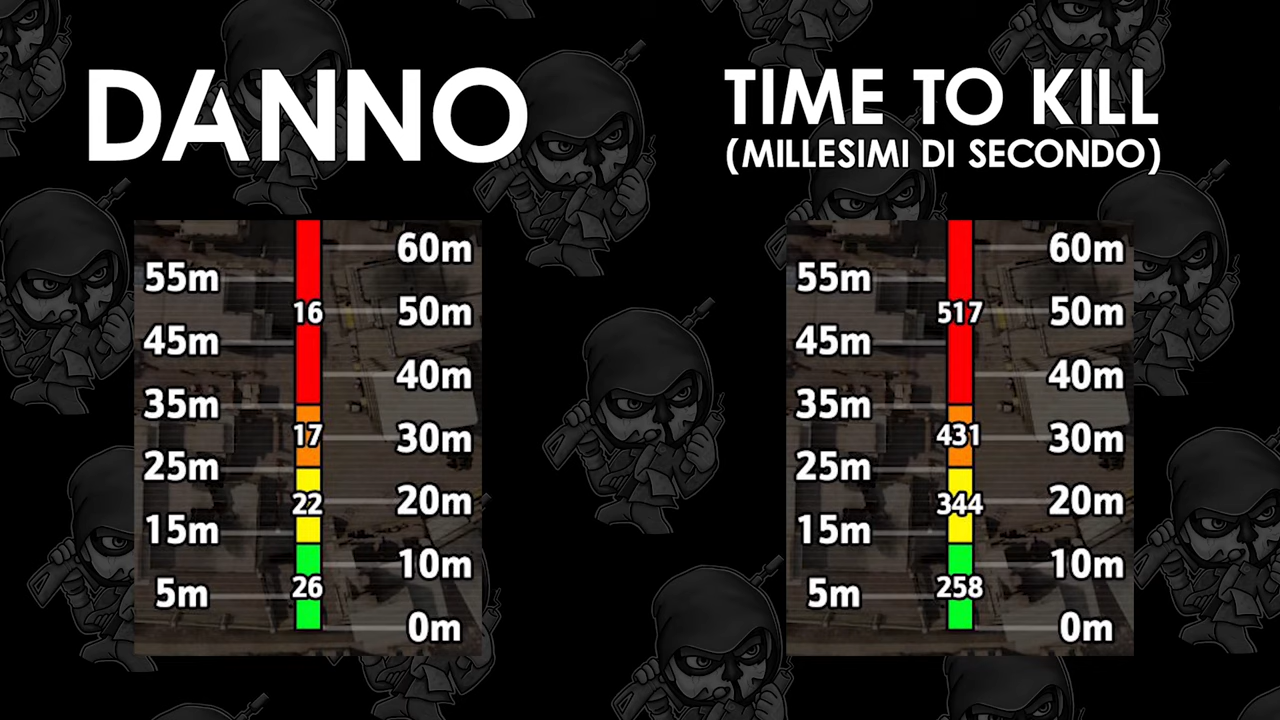 DANNO
60m
55m
16
50m
45m
40m
35m
17
30m
25m
22
20m
15m
10m
26
5m
0m
TIME TO KILL
(MILLESIMI DI SECONDO)
60m
55m
517
50m
45m
40m
35m
431
30m
25m
344
20m
15m
10m
258
5m
0m